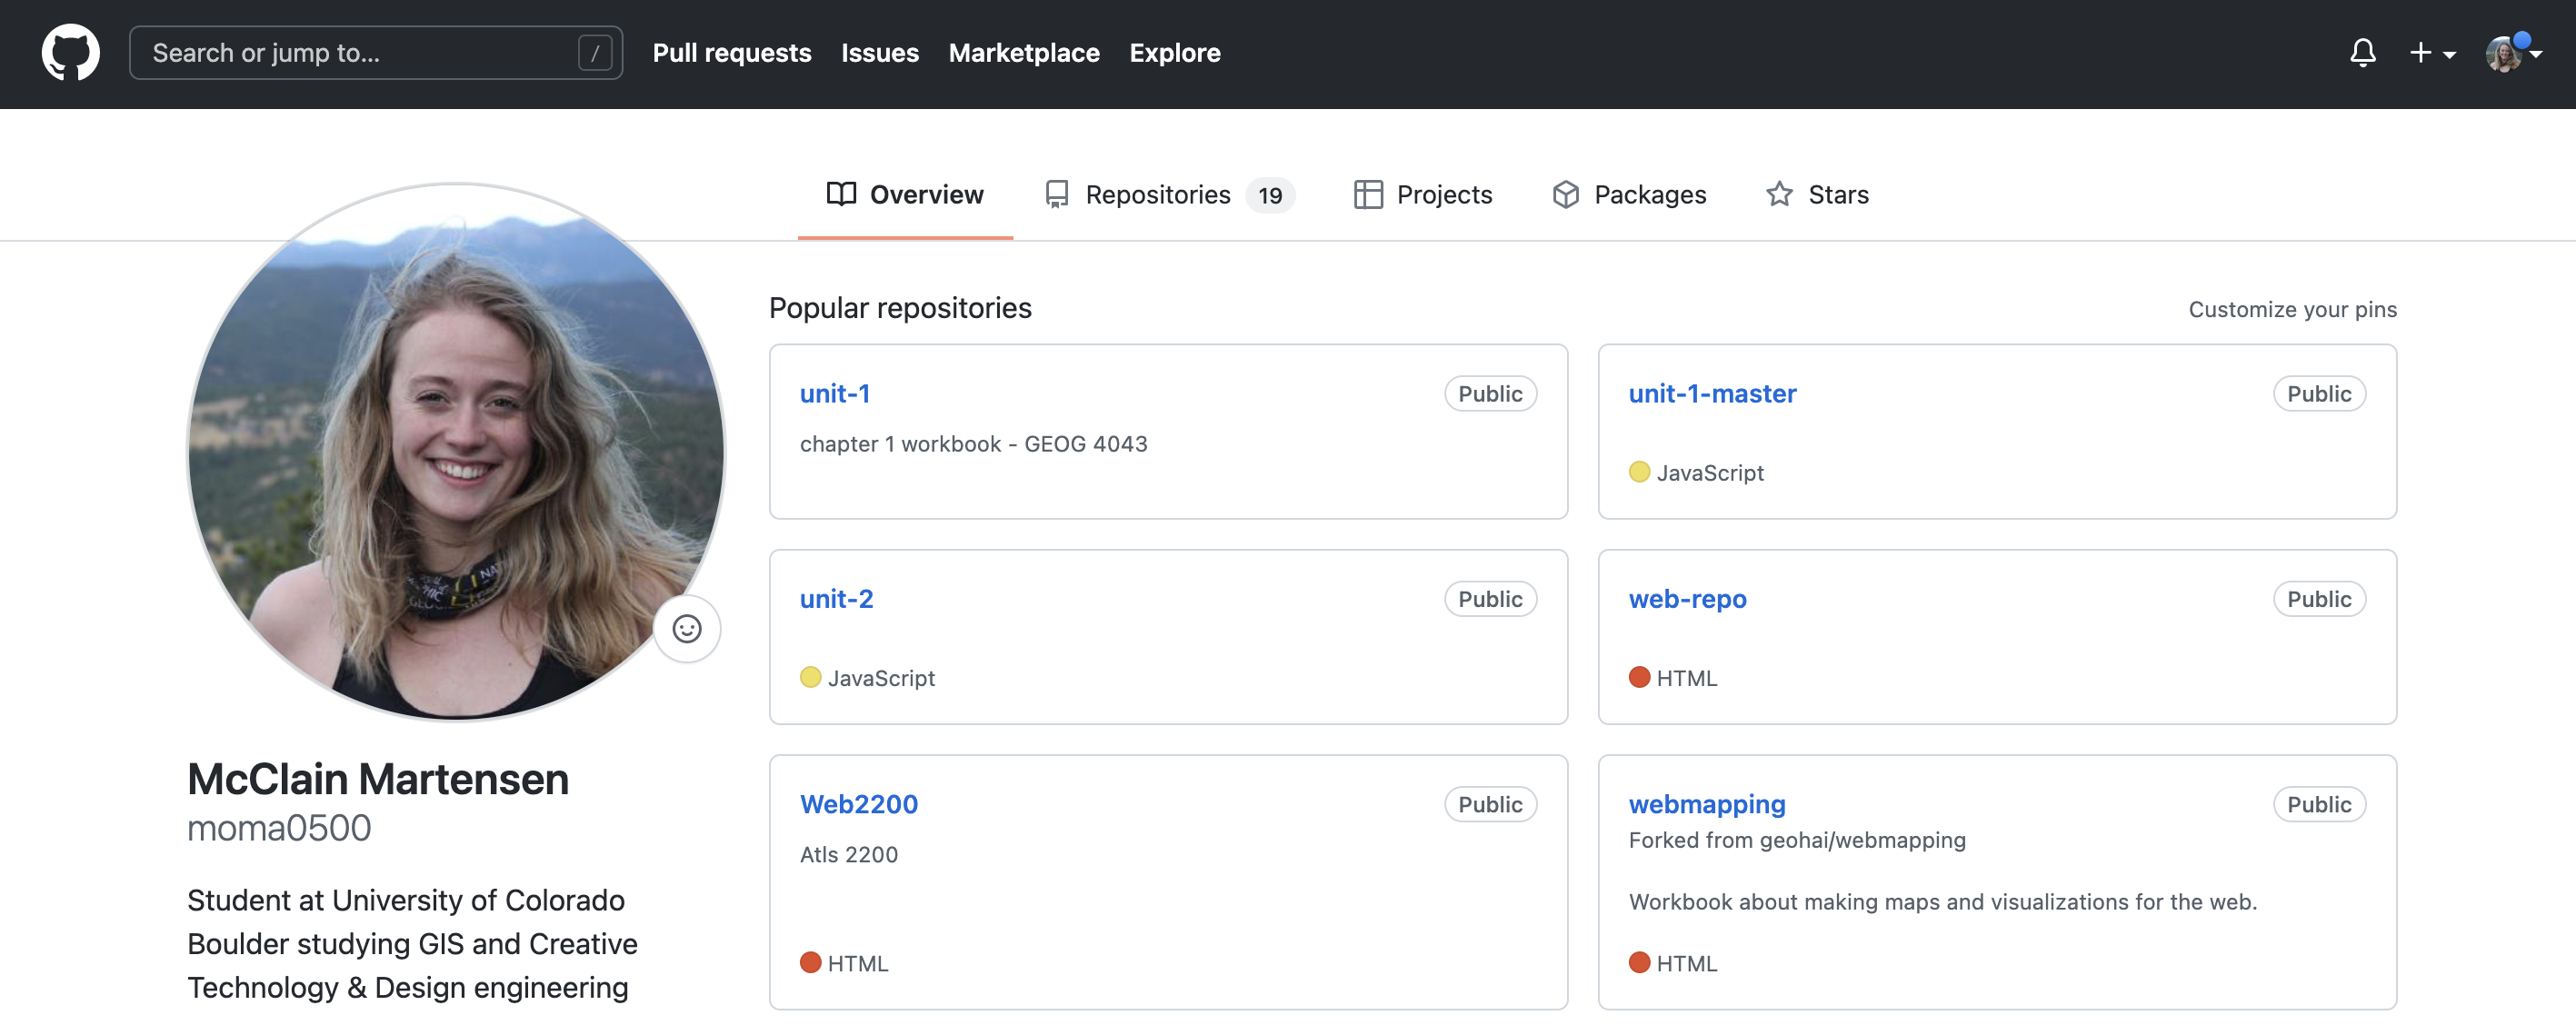 Search or jump to... /
Pull requests
Issues
Marketplace
Explore
Overview
Repositories 19
Projects
Packages
Stars
McClain Martensen
moma0500
Student at University of Colorado
Boulder studying GIS and Creative
Technology & Design engineering
Popular repositories
Customize your pins
unit-1 Public
chapter 1 workbook - GEOG 4043
unit-1-master Public
JavaScript
unit-2 Public
JavaScript
web-repo Public
HTML
Web2200 Public
Atls 2200
HTML
webmapping Public
Forked from geohai/webmapping
Workbook about making maps and visualizations for the web.
HTML